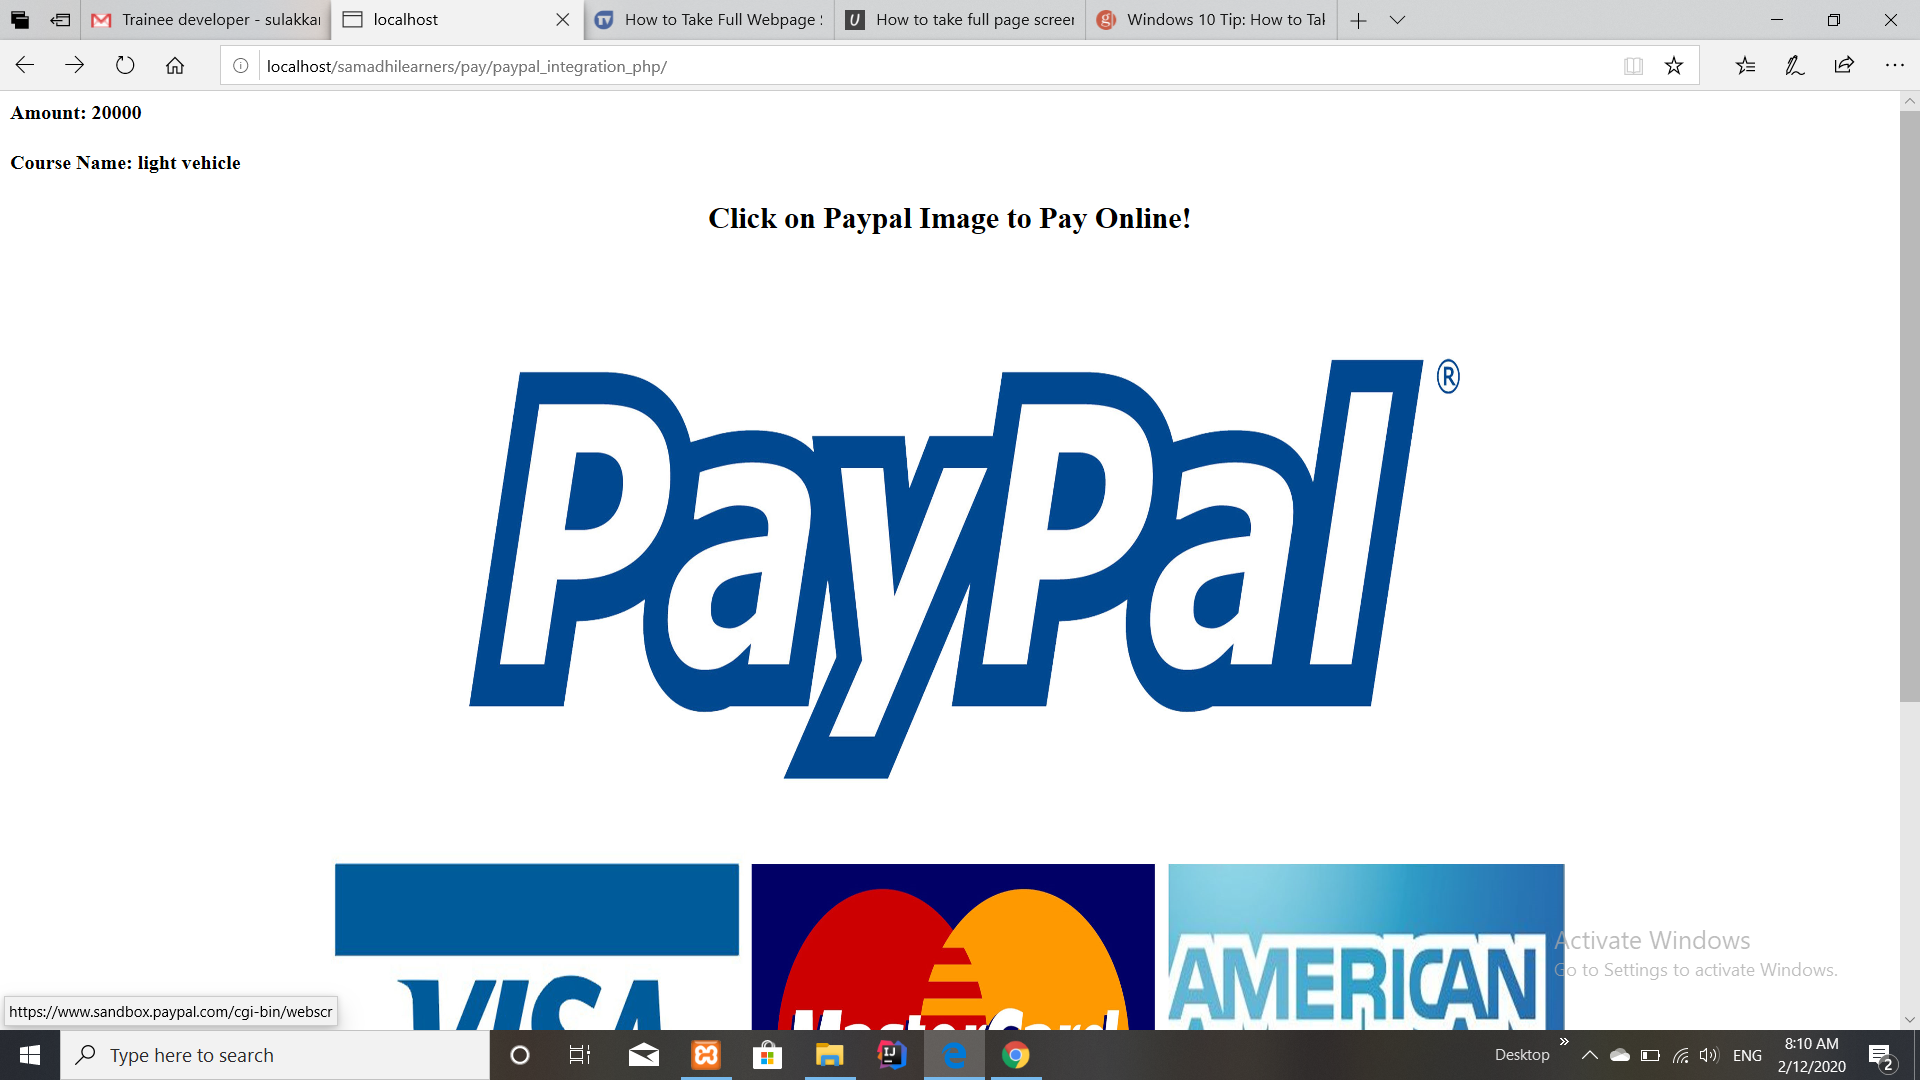 Trainee developer - sulakkar
localhost
How to Take Full Webpage
How to take full page screen
Windows 10 Tip: How to Tak
localhost/samadhilearners/pay/paypal_integration_php/
Amount: 20000
Course Name: light vehicle
Click on Paypal Image to Pay Online!
PayPal®
VISA
MasterCard
AMERICAN
Activate Windows
Go to Settings to activate Windows.
https://www.sandbox.paypal.com/cgi-bin/webscr
Type here to search
Desktop
ENG
8:10 AM
2/12/2020
2